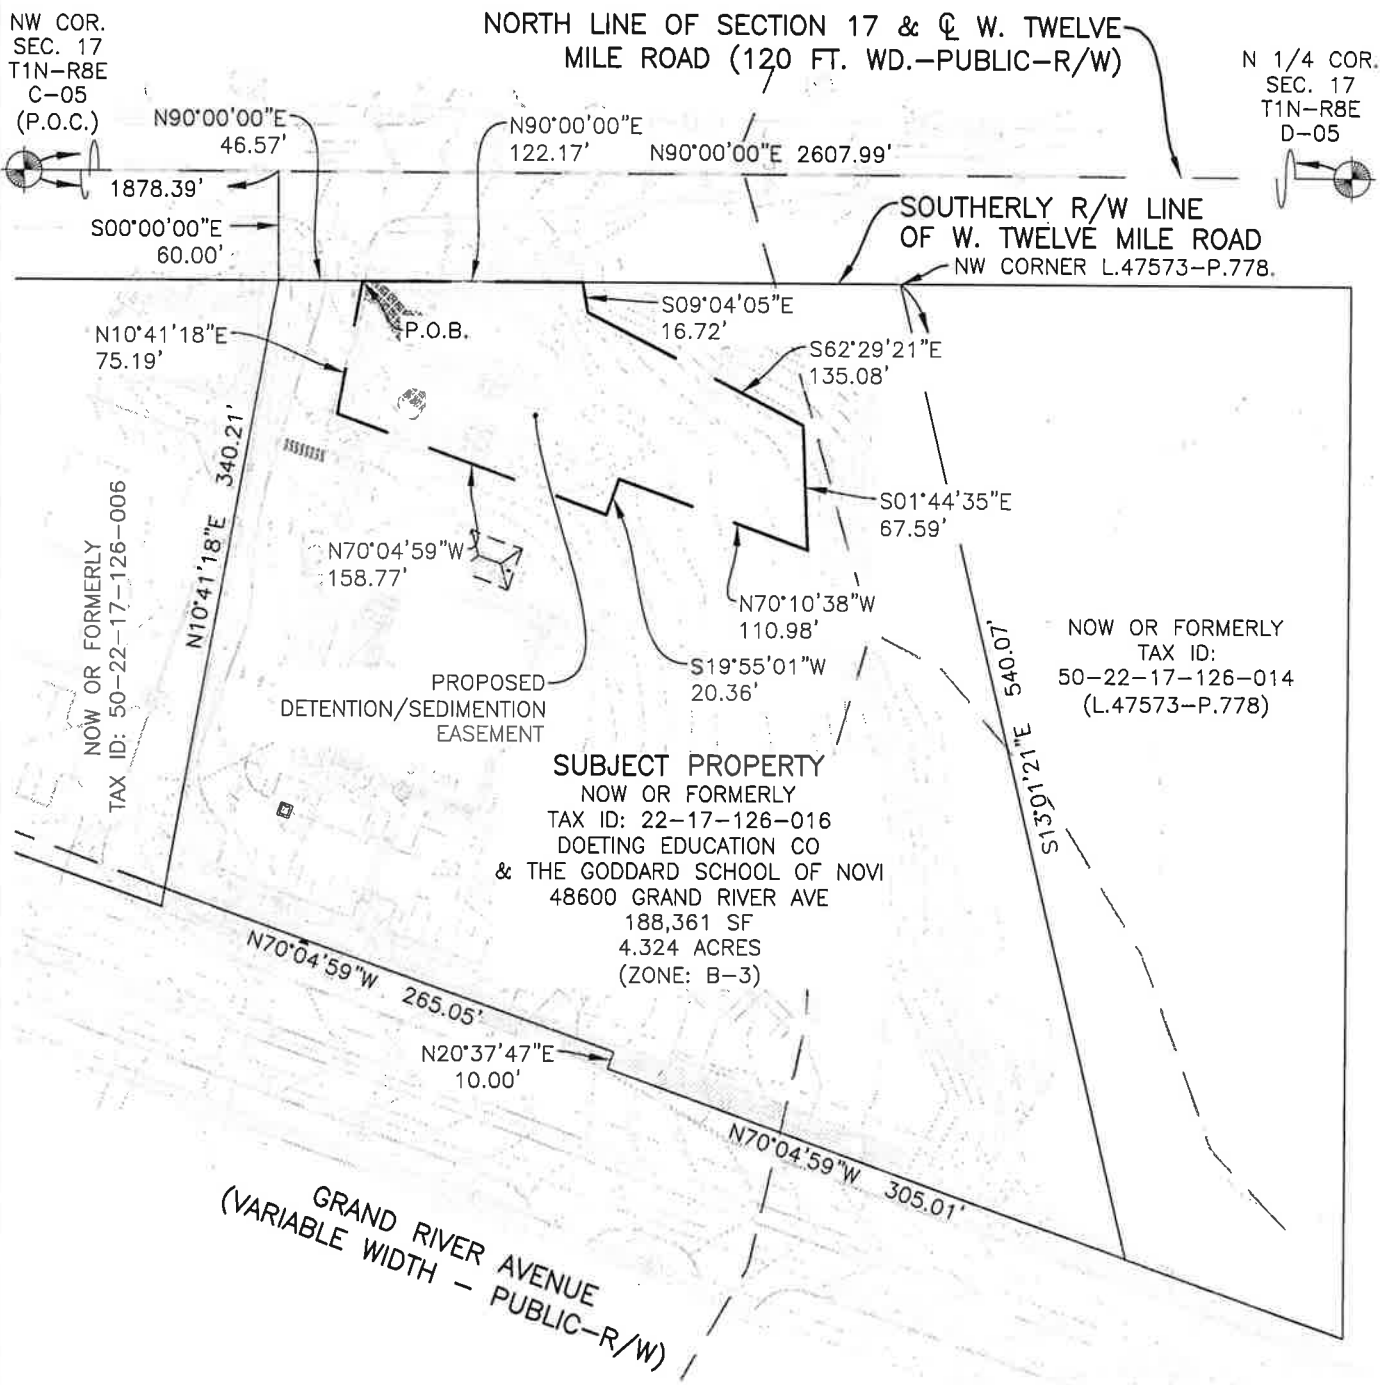 NW COR.
SEC. 17
T1N-R8E
C-05
(P.O.C.)
NORTH LINE OF SECTION 17 & ℄ W. TWELVE
MILE ROAD (120 FT. WD.-PUBLIC-R/W)
N 1/4 COR.
SEC. 17
T1N-R8E
D-05
N90°00'00"E
46.57'
N90°00'00"E
122.17'
N90°00'00"E 2607.99'
1878.39'
S00°00'00"E
60.00'
SOUTHERLY R/W LINE
OF W. TWELVE MILE ROAD
NW CORNER L.47573-P.778.
P.O.B.
S09°04'05"E
16.72'
N10°41'18"E
75.19'
S62°29'21"E
135.08'
N10°41'18"E 340.21'
NOW OR FORMERLY
TAX ID: 50-22-17-126-006
S01°44'35"E
67.59'
N70°04'59"W
158.77'
N70°10'38"W
110.98'
S19°55'01"W
20.36'
PROPOSED
DETENTION/SEDIMENTION
EASEMENT
S13°01'21"E 540.07'
NOW OR FORMERLY
TAX ID:
50-22-17-126-014
(L.47573-P.778)
SUBJECT PROPERTY
NOW OR FORMERLY
TAX ID: 22-17-126-016
DOETING EDUCATION CO
& THE GODDARD SCHOOL OF NOVI
48600 GRAND RIVER AVE
188,361 SF
4.324 ACRES
(ZONE: B-3)
N70°04'59"W 265.05'
N20°37'47"E
10.00'
N70°04'59"W 305.01'
GRAND RIVER AVENUE
(VARIABLE WIDTH - PUBLIC-R/W)